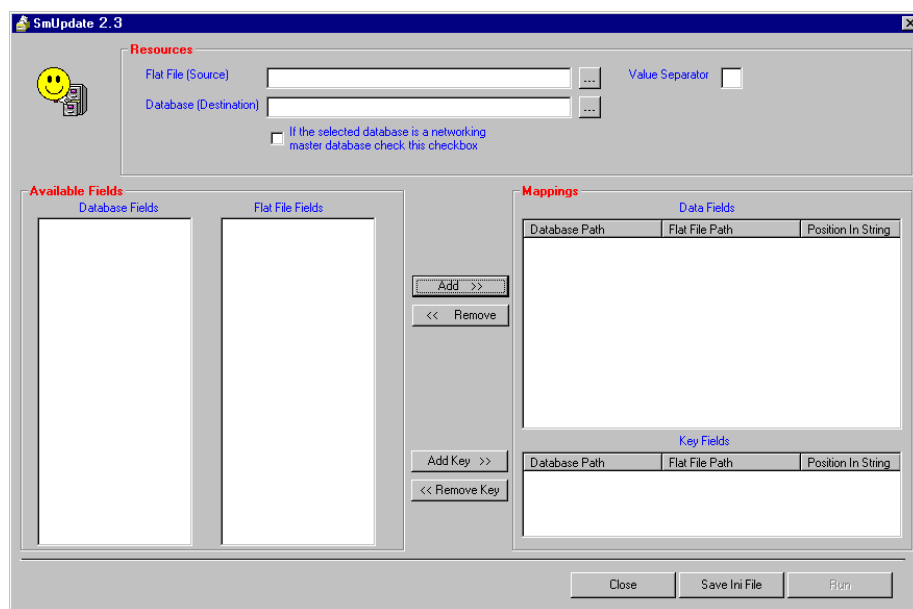 SmUpdate 2.3
Resources
Flat File (Source)
...
Value Separator
Database (Destination)
...
If the selected database is a networking
master database check this checkbox
Available Fields
Database Fields
Flat File Fields
Add >>
<< Remove
Add Key >>
<< Remove Key
Mappings
Data Fields
Database Path Flat File Path Position In String
Key Fields
Database Path Flat File Path Position In String
Close Save Ini File Run